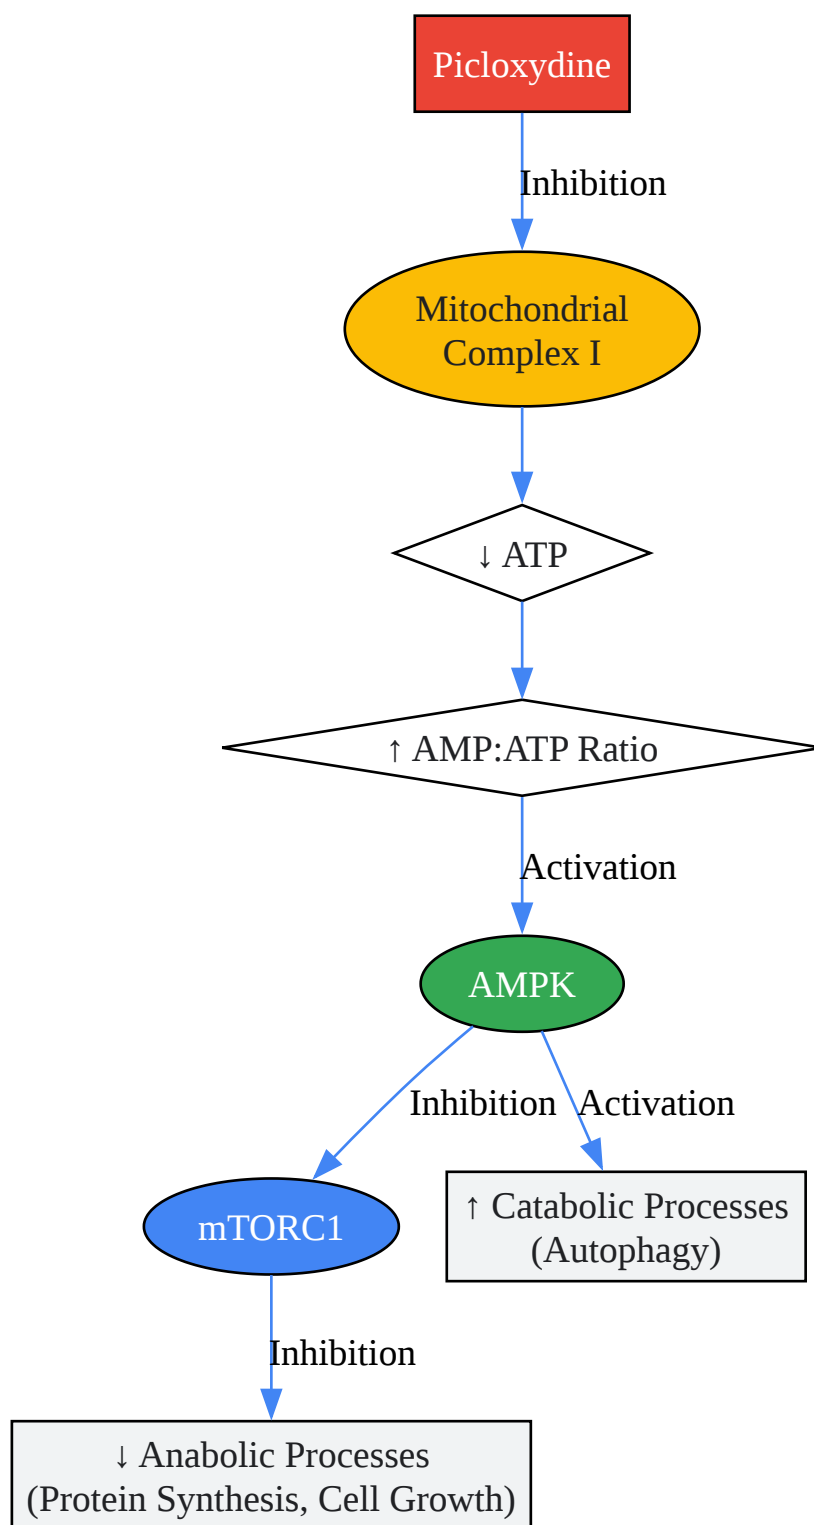 Picloxydine
Inhibition
Mitochondrial
Complex I
↓ ATP
↑ AMP:ATP Ratio
Activation
AMPK
Inhibition
Activation
mTORC1
↑ Catabolic Processes
(Autophagy)
Inhibition
↓ Anabolic Processes
(Protein Synthesis, Cell Growth)